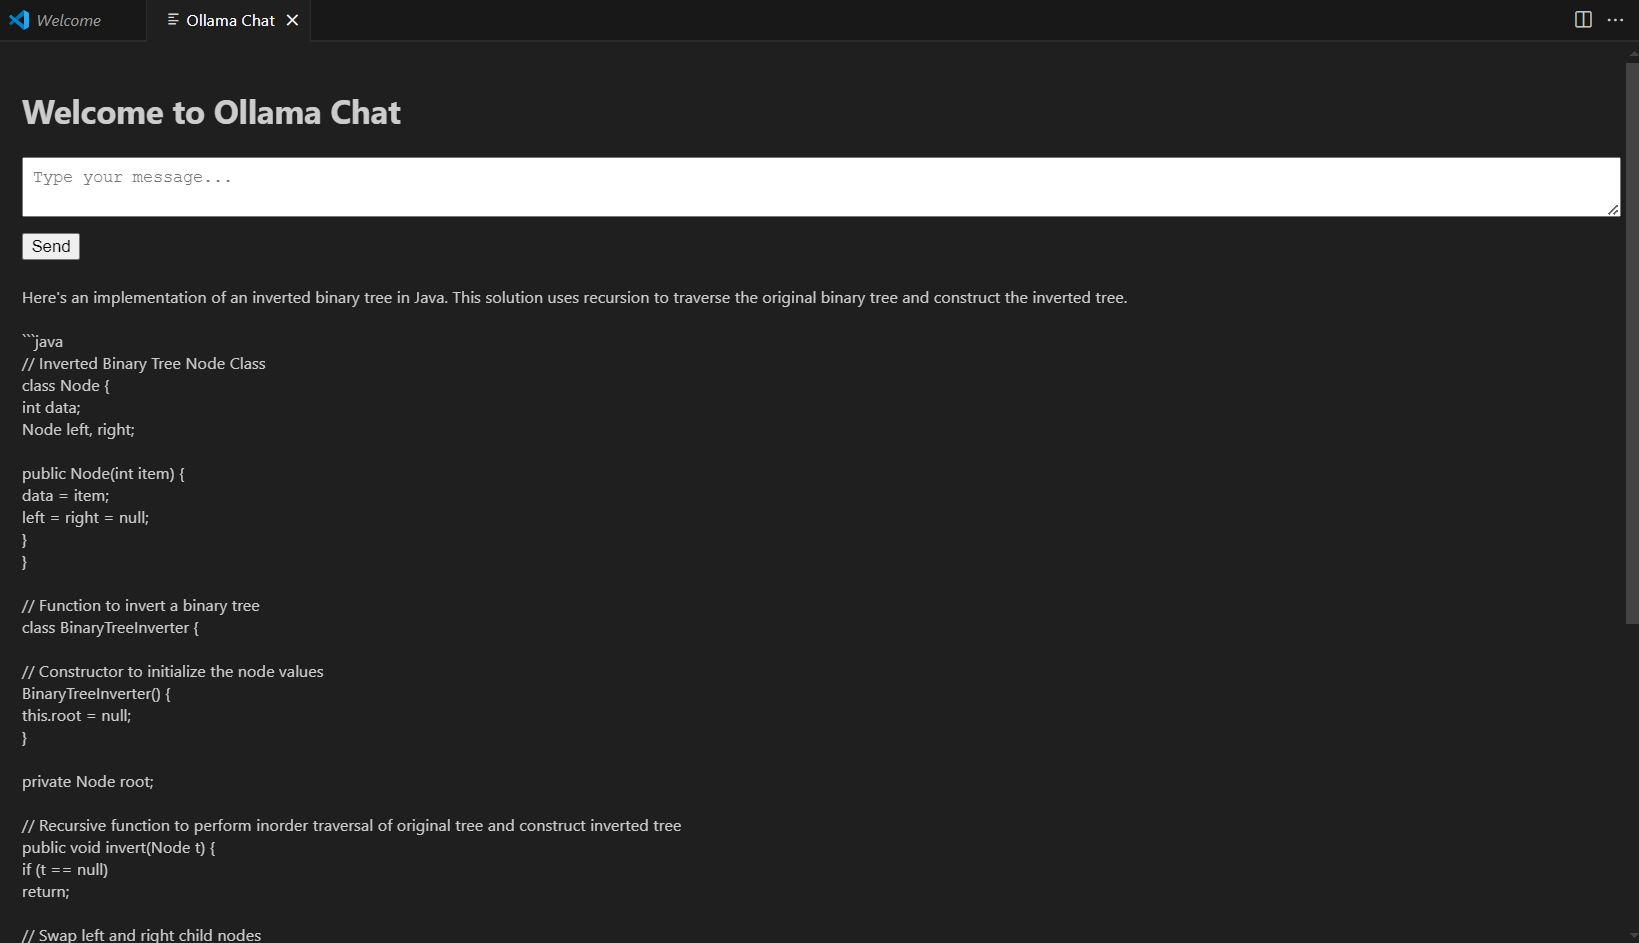 Welcome
Ollama Chat
Welcome to Ollama Chat
Type your message...
Send
Here's an implementation of an inverted binary tree in Java. This solution uses recursion to traverse the original binary tree and construct the inverted tree.
```java
// Inverted Binary Tree Node Class
class Node {
int data;
Node left, right;
public Node(int item) {
data = item;
left = right = null;
}
}
// Function to invert a binary tree
class BinaryTreeInverter {
// Constructor to initialize the node values
BinaryTreeInverter() {
this.root = null;
}
private Node root;
// Recursive function to perform inorder traversal of original tree and construct inverted tree
public void invert(Node t) {
if (t == null)
return;
// Swap left and right child nodes